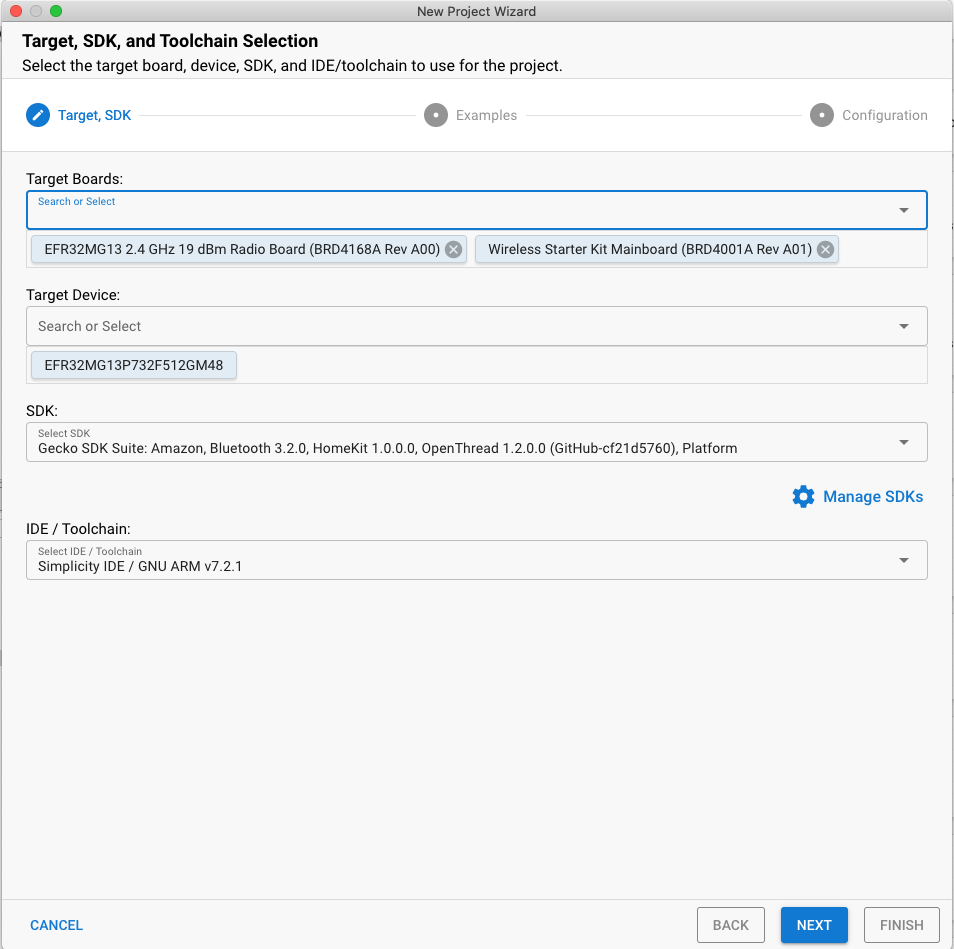 New Project Wizard
Target, SDK, and Toolchain Selection
Select the target board, device, SDK, and IDE/toolchain to use for the project.
Target, SDK
Examples
Configuration
Target Boards:
Search or Select
EFR32MG13 2.4 GHz 19 dBm Radio Board (BRD4168A Rev A00)
Wireless Starter Kit Mainboard (BRD4001A Rev A01)
Target Device:
Search or Select
EFR32MG13P732F512GM48
SDK:
Select SDK
Gecko SDK Suite: Amazon, Bluetooth 3.2.0, HomeKit 1.0.0.0, OpenThread 1.2.0.0 (GitHub-cf21d5760), Platform
Manage SDKs
IDE / Toolchain:
Select IDE / Toolchain
Simplicity IDE / GNU ARM v7.2.1
CANCEL
BACK
NEXT
FINISH